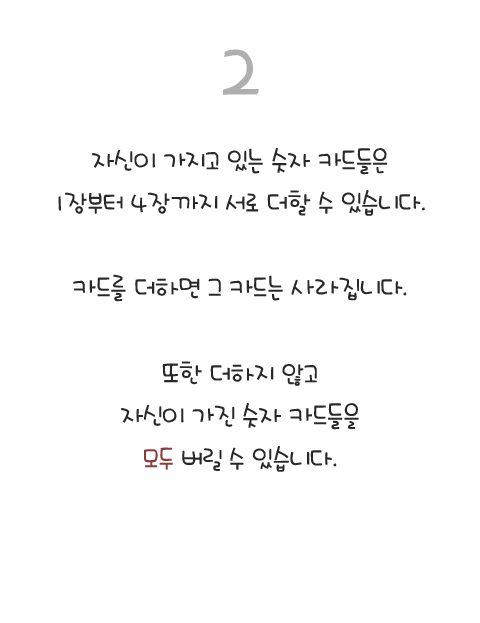 2
자신이 가지고 있는 숫자 카드들은
1장부터 4장까지 서로 더할 수 있습니다.
카드를 더하면 그 카드는 사라집니다.
또한 더하지 않고
자신이 가진 숫자 카드들을
모두 버릴 수 있습니다.